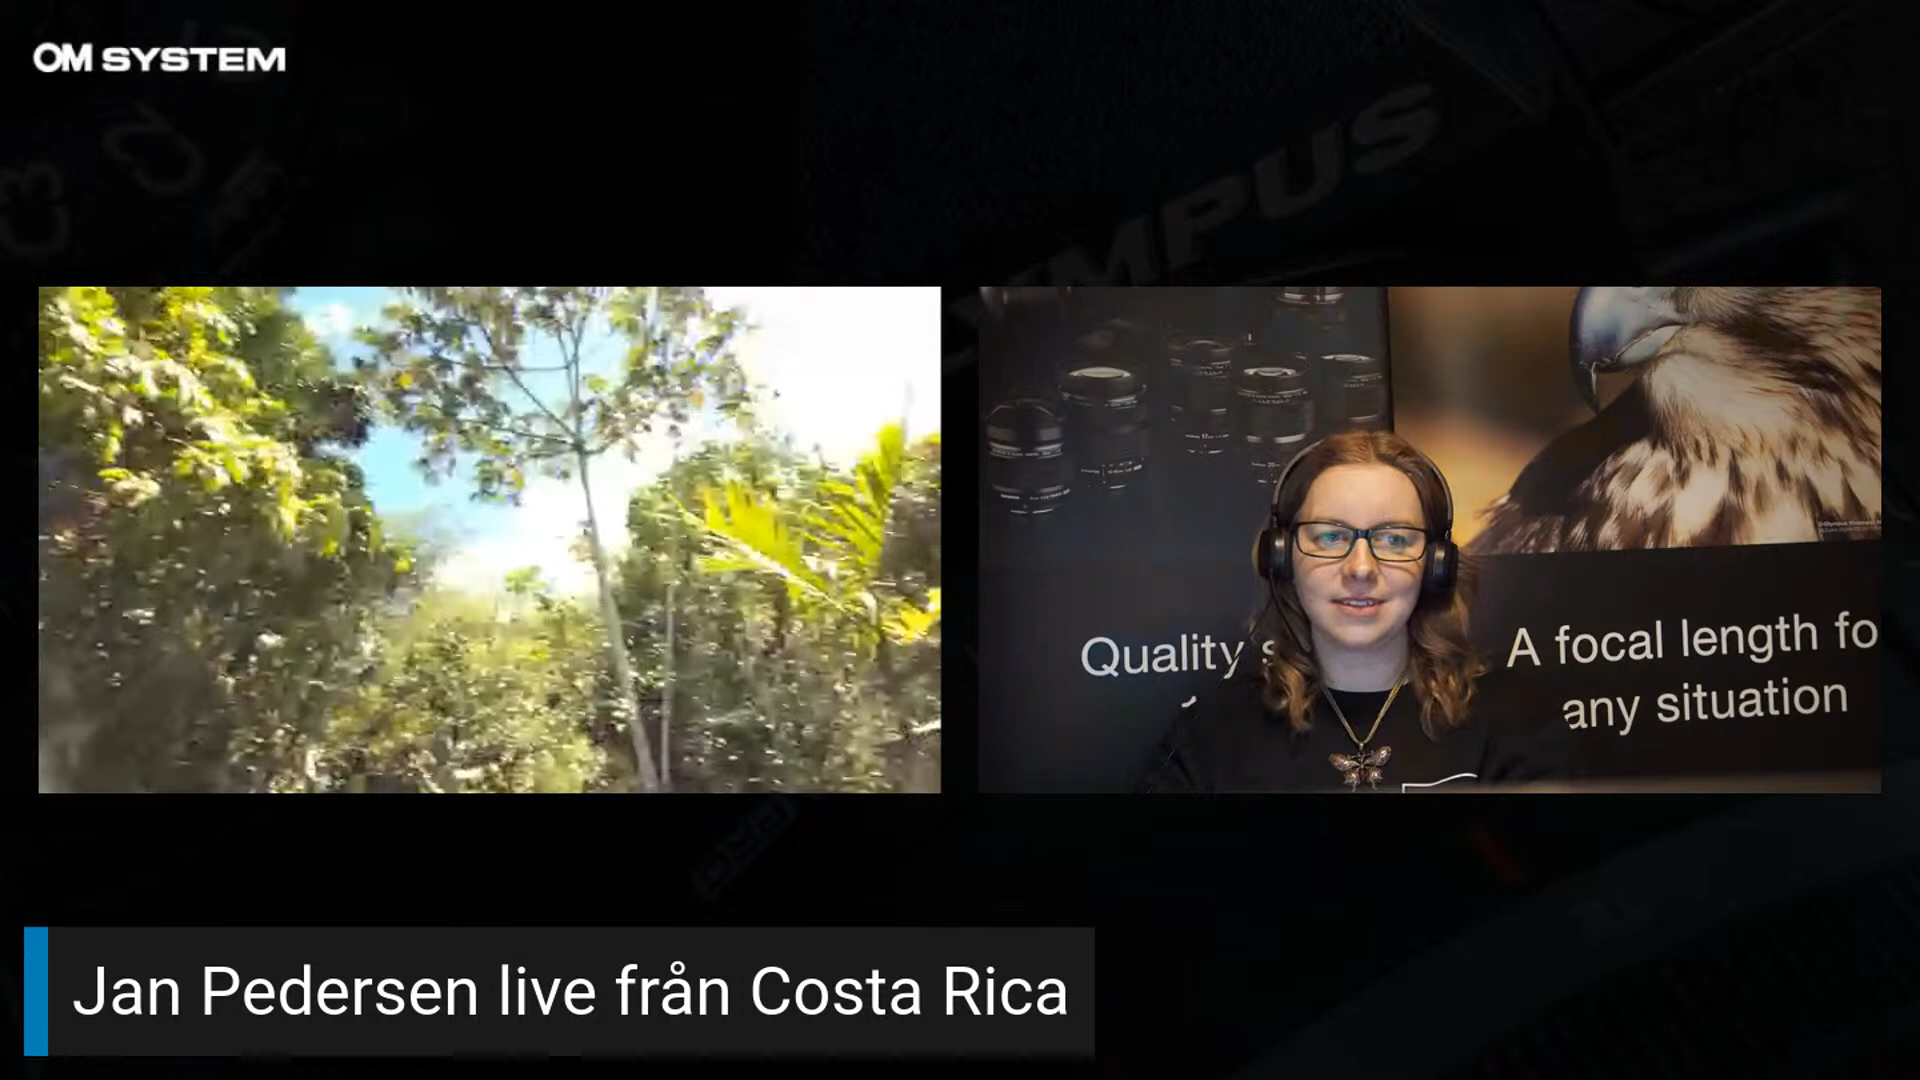 OM SYSTEM
Quality
A focal length fo
any situation
Jan Pedersen live från Costa Rica